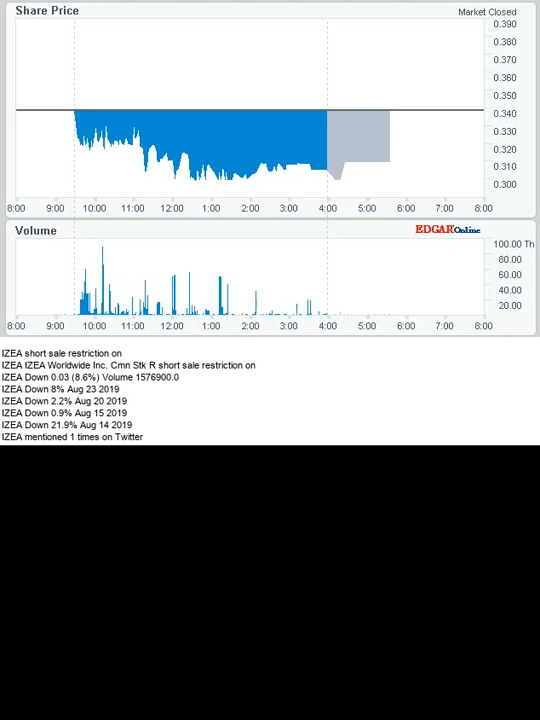 Share Price
Market Closed
0.390
0.380
0.370
0.360
0.350
0.340
0.330
0.320
0.310
0.300
8:00 9:00 10:00 11:00 12:00 1:00 2:00 3:00 4:00 5:00 6:00 7:00 8:00
Volume
EDGAR Online
100.00 Th
80.00
60.00
40.00
20.00
8:00 9:00 10:00 11:00 12:00 1:00 2:00 3:00 4:00 5:00 6:00 7:00 8:00
IZEA short sale restriction on
IZEA IZEA Worldwide Inc. Cmn Stk R short sale restriction on
IZEA Down 0.03 (8.6%) Volume 1576900.0
IZEA Down 8% Aug 23 2019
IZEA Down 2.2% Aug 20 2019
IZEA Down 0.9% Aug 15 2019
IZEA Down 21.9% Aug 14 2019
IZEA mentioned 1 times on Twitter